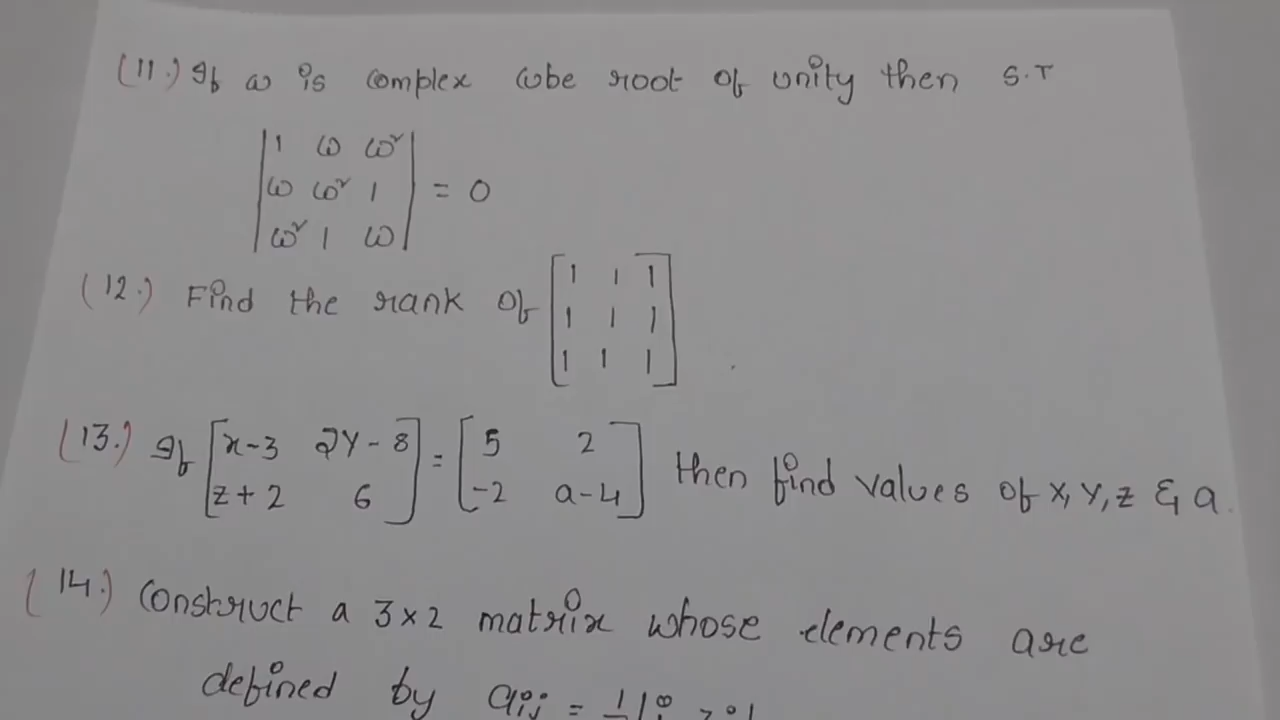 (11.) If ω is complex cube root of unity then S.T
| 1 ω ω² |
| ω ω² 1 | = 0
| ω² 1 ω |
(12.) Find the rank of [ 1 1 1
1 1 1
1 1 1 ]
(13.) If [ x-3 2Y-8 ] = [ 5 2 ] then find values of x, Y, z & a.
[ z+2 6 ] [ -2 a-4 ]
(14.) Construct a 3×2 matrix whose elements are
defined by aij =